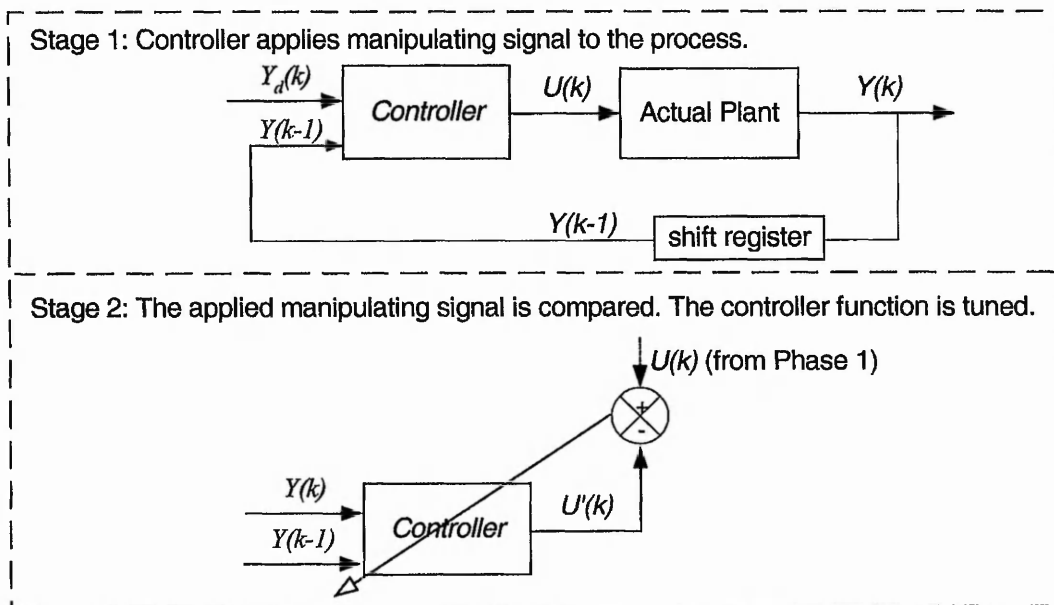 Stage 1: Controller applies manipulating signal to the process.
Y_d(k)
Y(k-1)
Controller
U(k)
Actual Plant
Y(k)
Y(k-1)
shift register
Stage 2: The applied manipulating signal is compared. The controller function is tuned.
U(k) (from Phase 1)
+
-
Y(k)
Y(k-1)
Controller
U'(k)